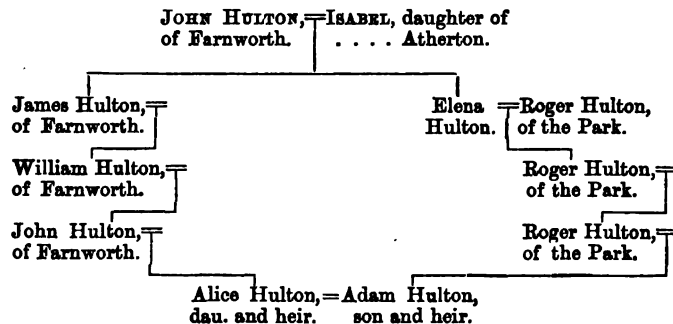 JOHN HULTON,=ISABEL, daughter of
of Farnworth. . . . . Atherton.
James Hulton,=
of Farnworth.
Elena =Roger Hulton,
Hulton. of the Park.
William Hulton,=
of Farnworth.
Roger Hulton,=
of the Park.
John Hulton,=
of Farnworth.
Roger Hulton,=
of the Park.
Alice Hulton,=Adam Hulton,
dau. and heir. son and heir.